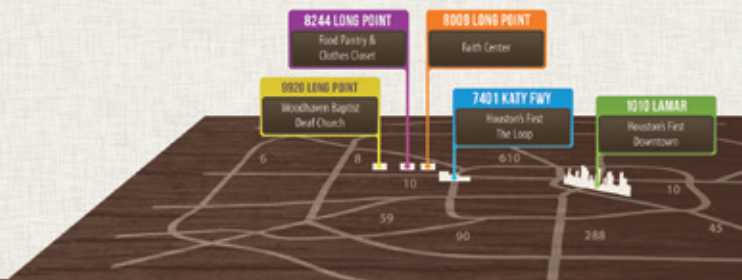 8244 LONG POINT
Food Pantry &
Clothes Closet
8009 LONG POINT
Faith Center
9920 LONG POINT
Woodhaven Baptist
Deaf Church
7401 KATY FWY
Houston's First
The Loop
1010 LAMAR
Houston's First
Downtown
6
8
610
10
10
59
90
288
45